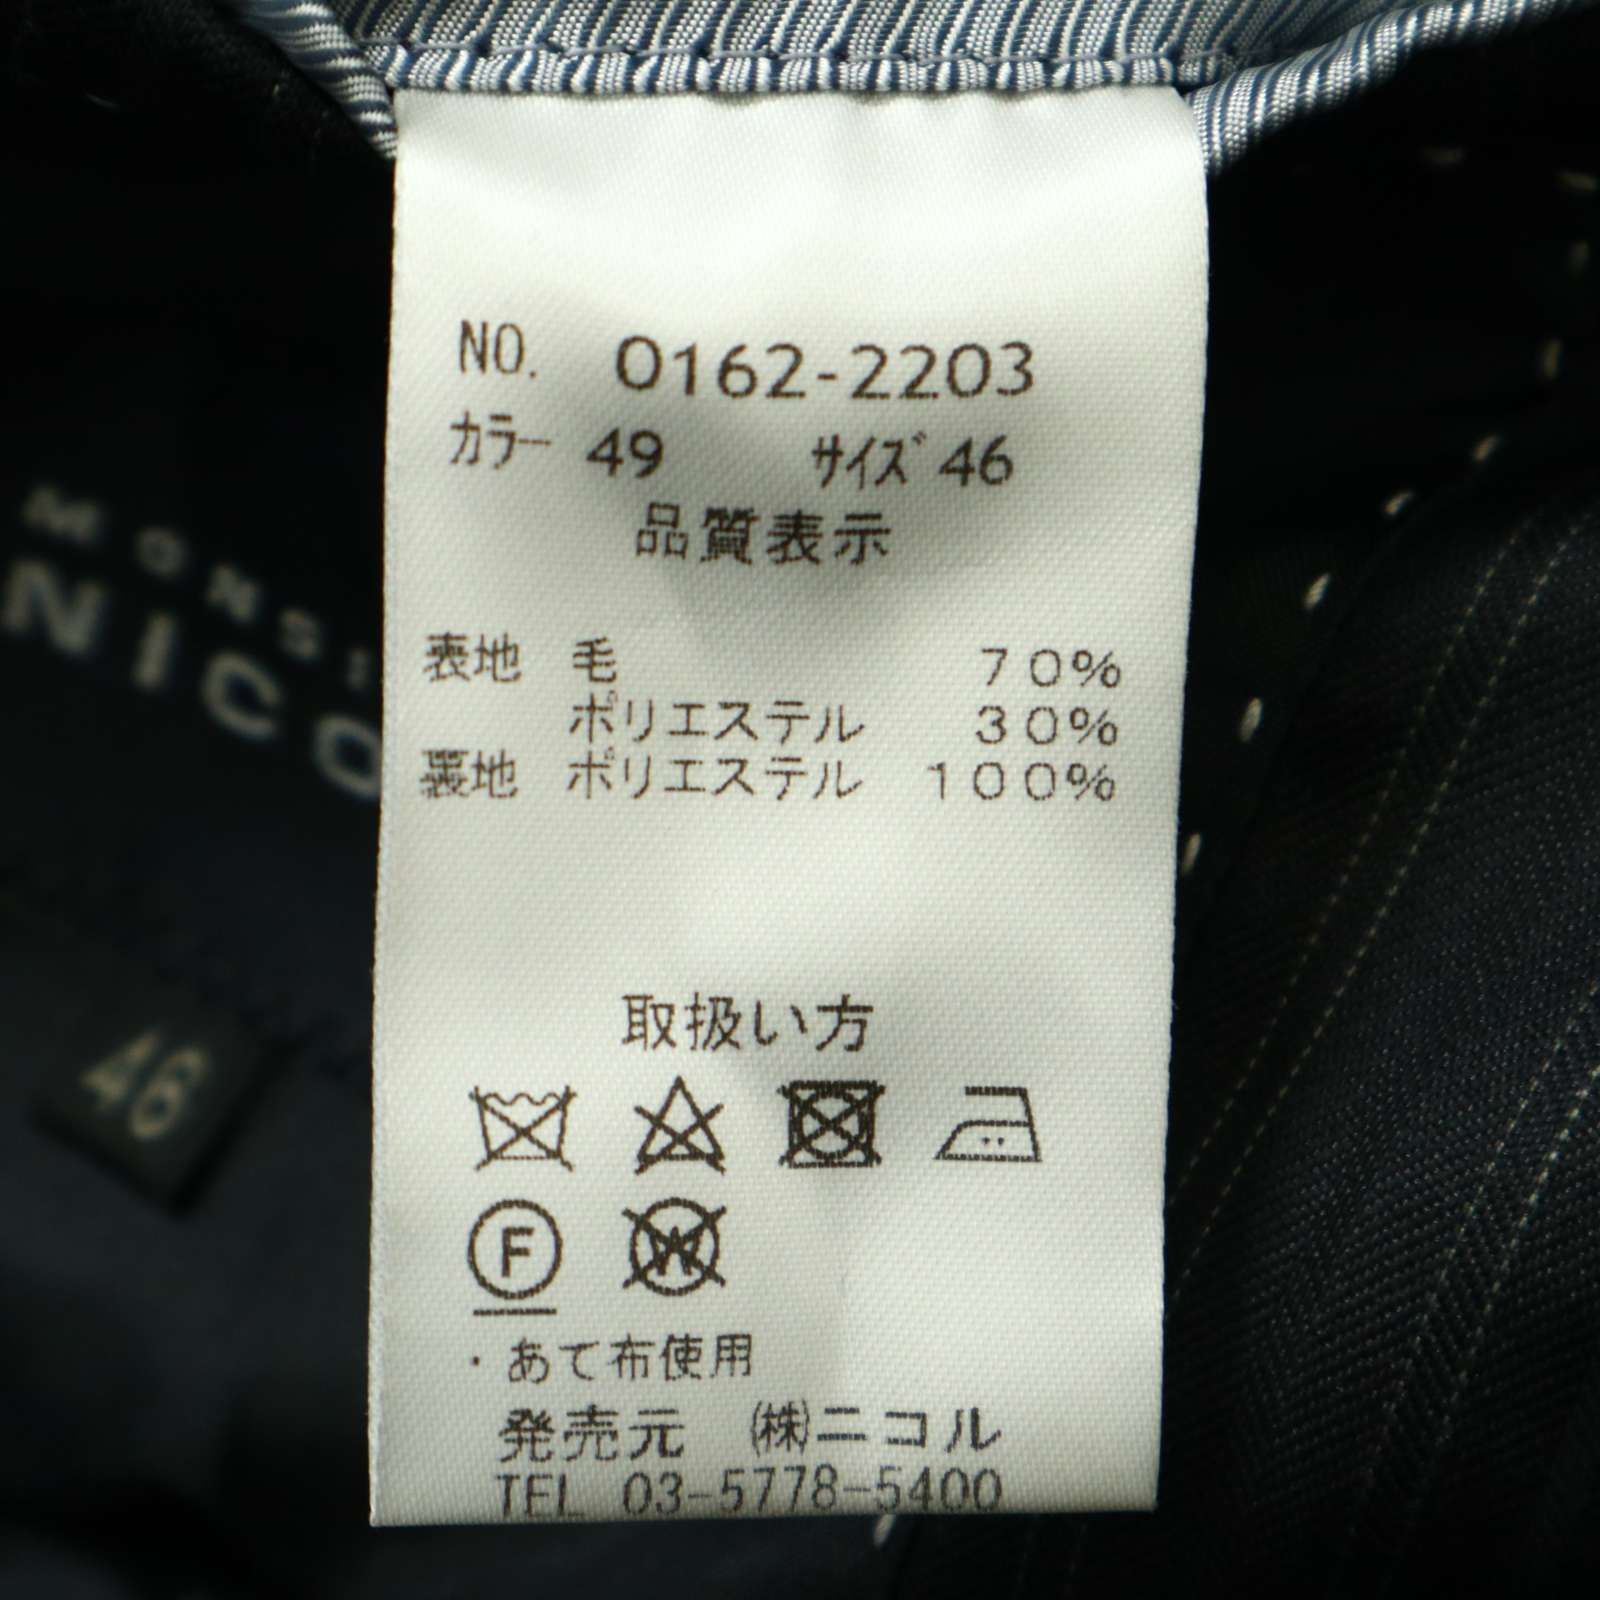 NO. 0162-2203
カラー 49 サイズ 46
品質表示
表地 毛 70%
ポリエステル 30%
裏地 ポリエステル 100%
取扱い方
F W
・あて布使用
発売元 ㈱ニコル
TEL 03-5778-5400
MONSI
NICO
46